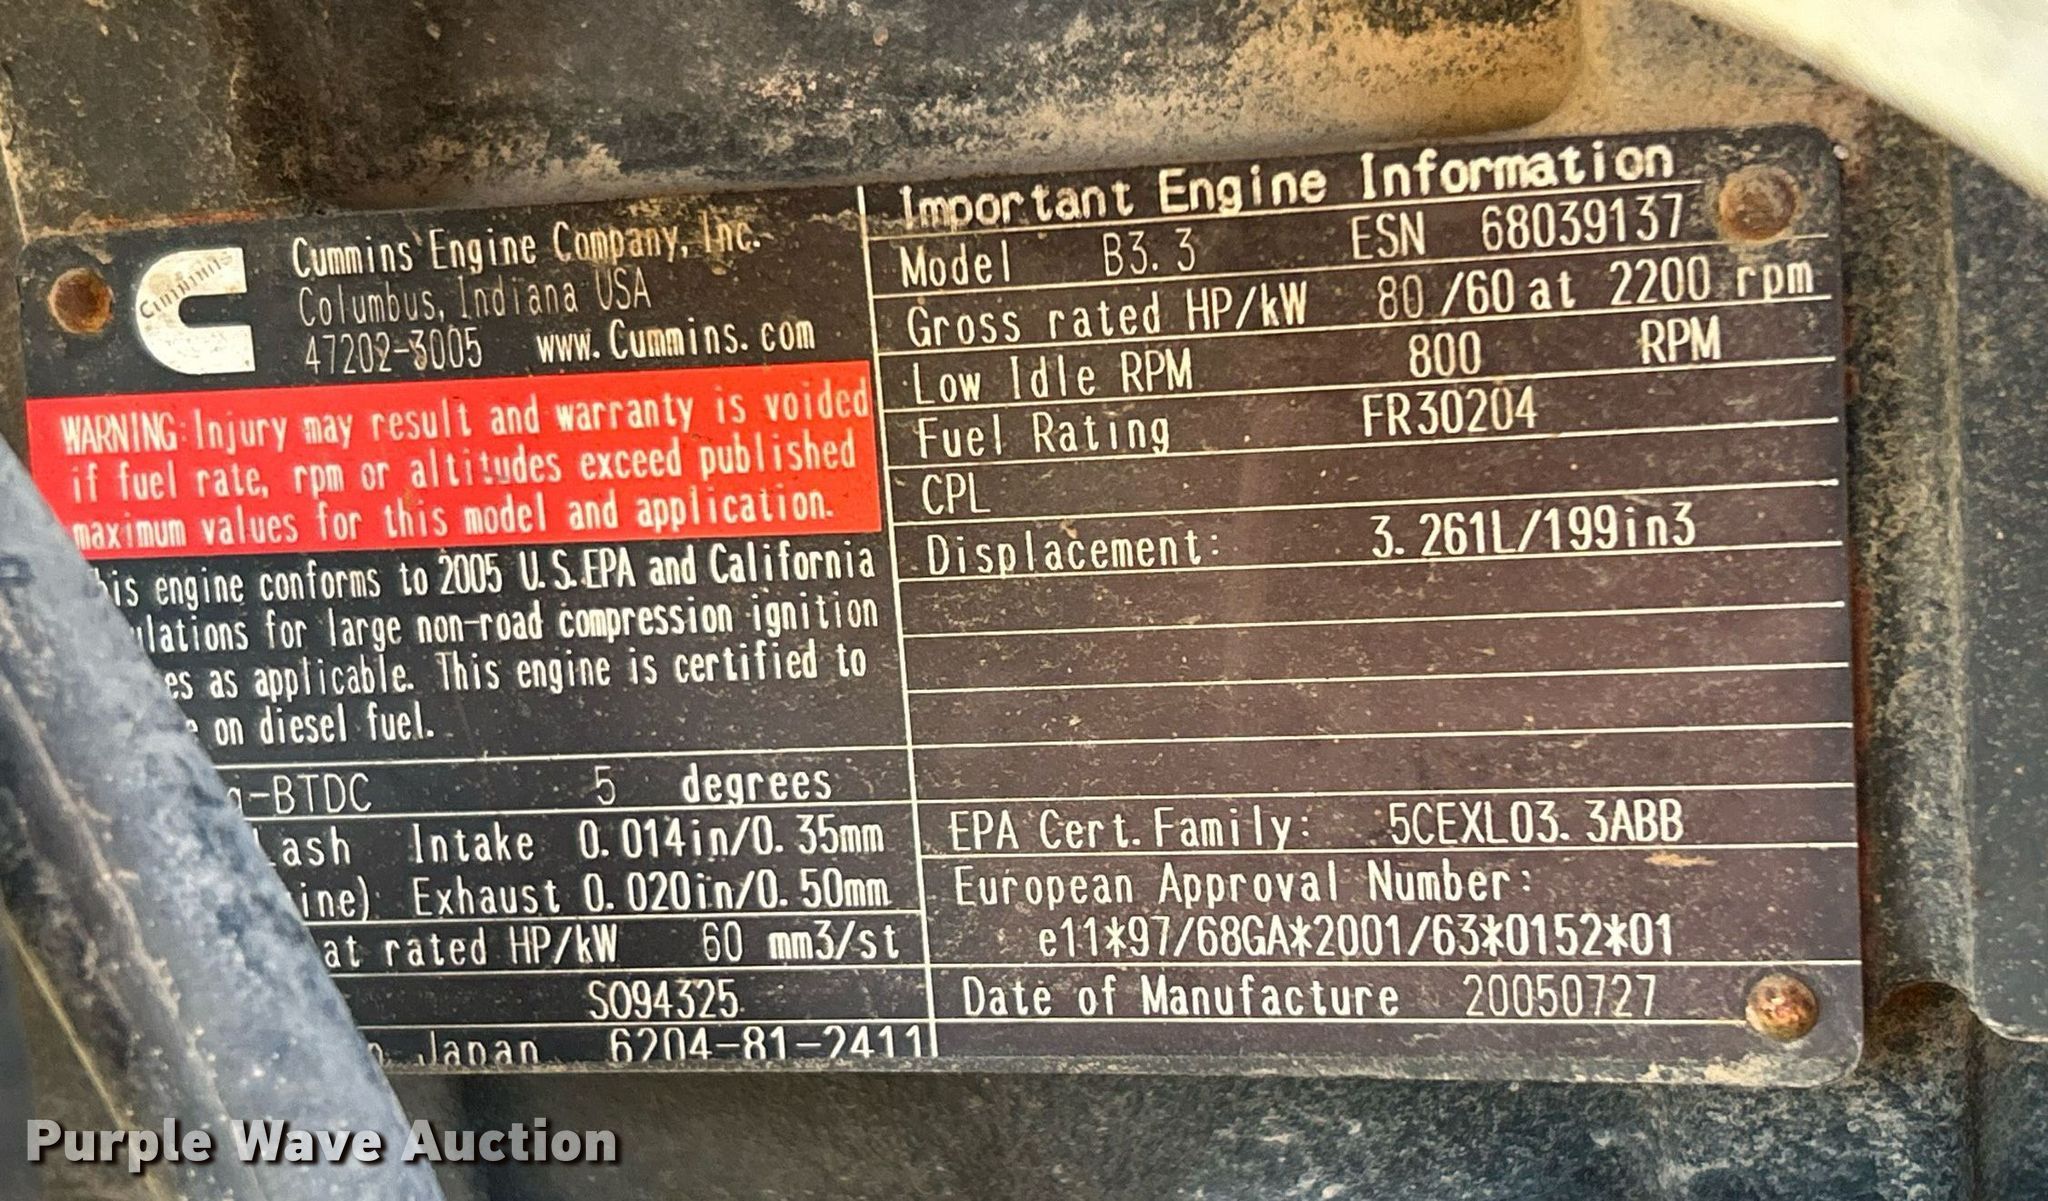 Cummins Engine Company, Inc.
Columbus, Indiana USA
47202-3005 www.Cummins.com
Cummins
WARNING: Injury may result and warranty is voided
if fuel rate, rpm or altitudes exceed published
maximum values for this model and application.
his engine conforms to 2005 U.S.EPA and California
ulations for large non-road compression ignition
es as applicable. This engine is certified to
e on diesel fuel.
g-BTDC 5 degrees
Lash Intake 0.014in/0.35mm
ine) Exhaust 0.020in/0.50mm
at rated HP/kW 60 mm3/st
S094325
n Japan 6204-81-2411
Important Engine Information
Model B3.3 ESN 68039137
Gross rated HP/kW 80/60 at 2200 rpm
Low Idle RPM 800 RPM
Fuel Rating FR30204
CPL
Displacement: 3.261L/199in3
EPA Cert. Family: 5CEXL03.3ABB
European Approval Number:
e11*97/68GA*2001/63*0152*01
Date of Manufacture 20050727
Purple Wave Auction